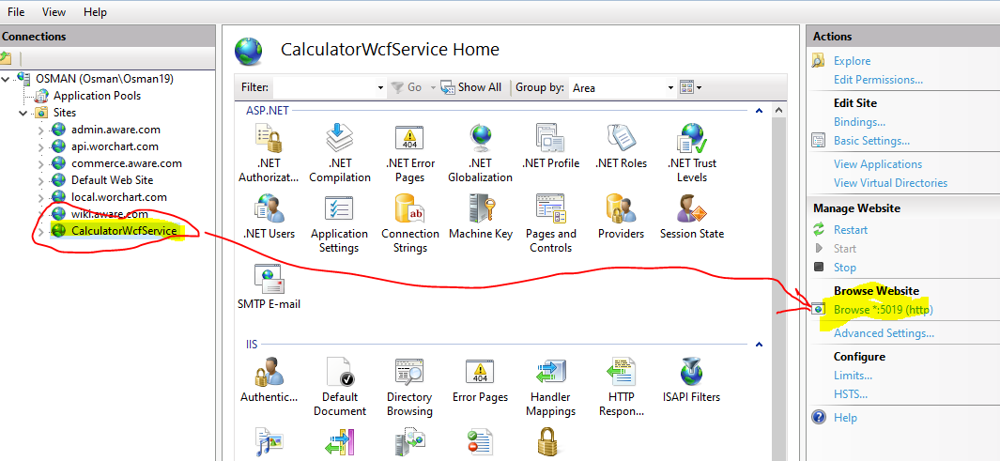 File View Help
Connections
OSMAN (Osman\Osman19)
Application Pools
Sites
admin.aware.com
api.worchart.com
commerce.aware.com
Default Web Site
local.worchart.com
wiki.aware.com
CalculatorWcfService
CalculatorWcfService Home
Filter: Go Show All Group by: Area
ASP.NET
.NET Authorizat...
.NET Compilation
.NET Error Pages
404
.NET Globalization
.NET Profile
.NET Roles
.NET Trust Levels
.NET Users
Application Settings
ab
Connection Strings
Machine Key
Pages and Controls
Providers
Session State
SMTP E-mail
IIS
Authentic...
Default Document
Directory Browsing
404
Error Pages
Handler Mappings
HTTP Respon...
ISAPI Filters
Actions
Explore
Edit Permissions...
Edit Site
Bindings...
Basic Settings...
View Applications
View Virtual Directories
Manage Website
Restart
Start
Stop
Browse Website
Browse *:5019 (http)
Advanced Settings...
Configure
Limits...
HSTS...
Help